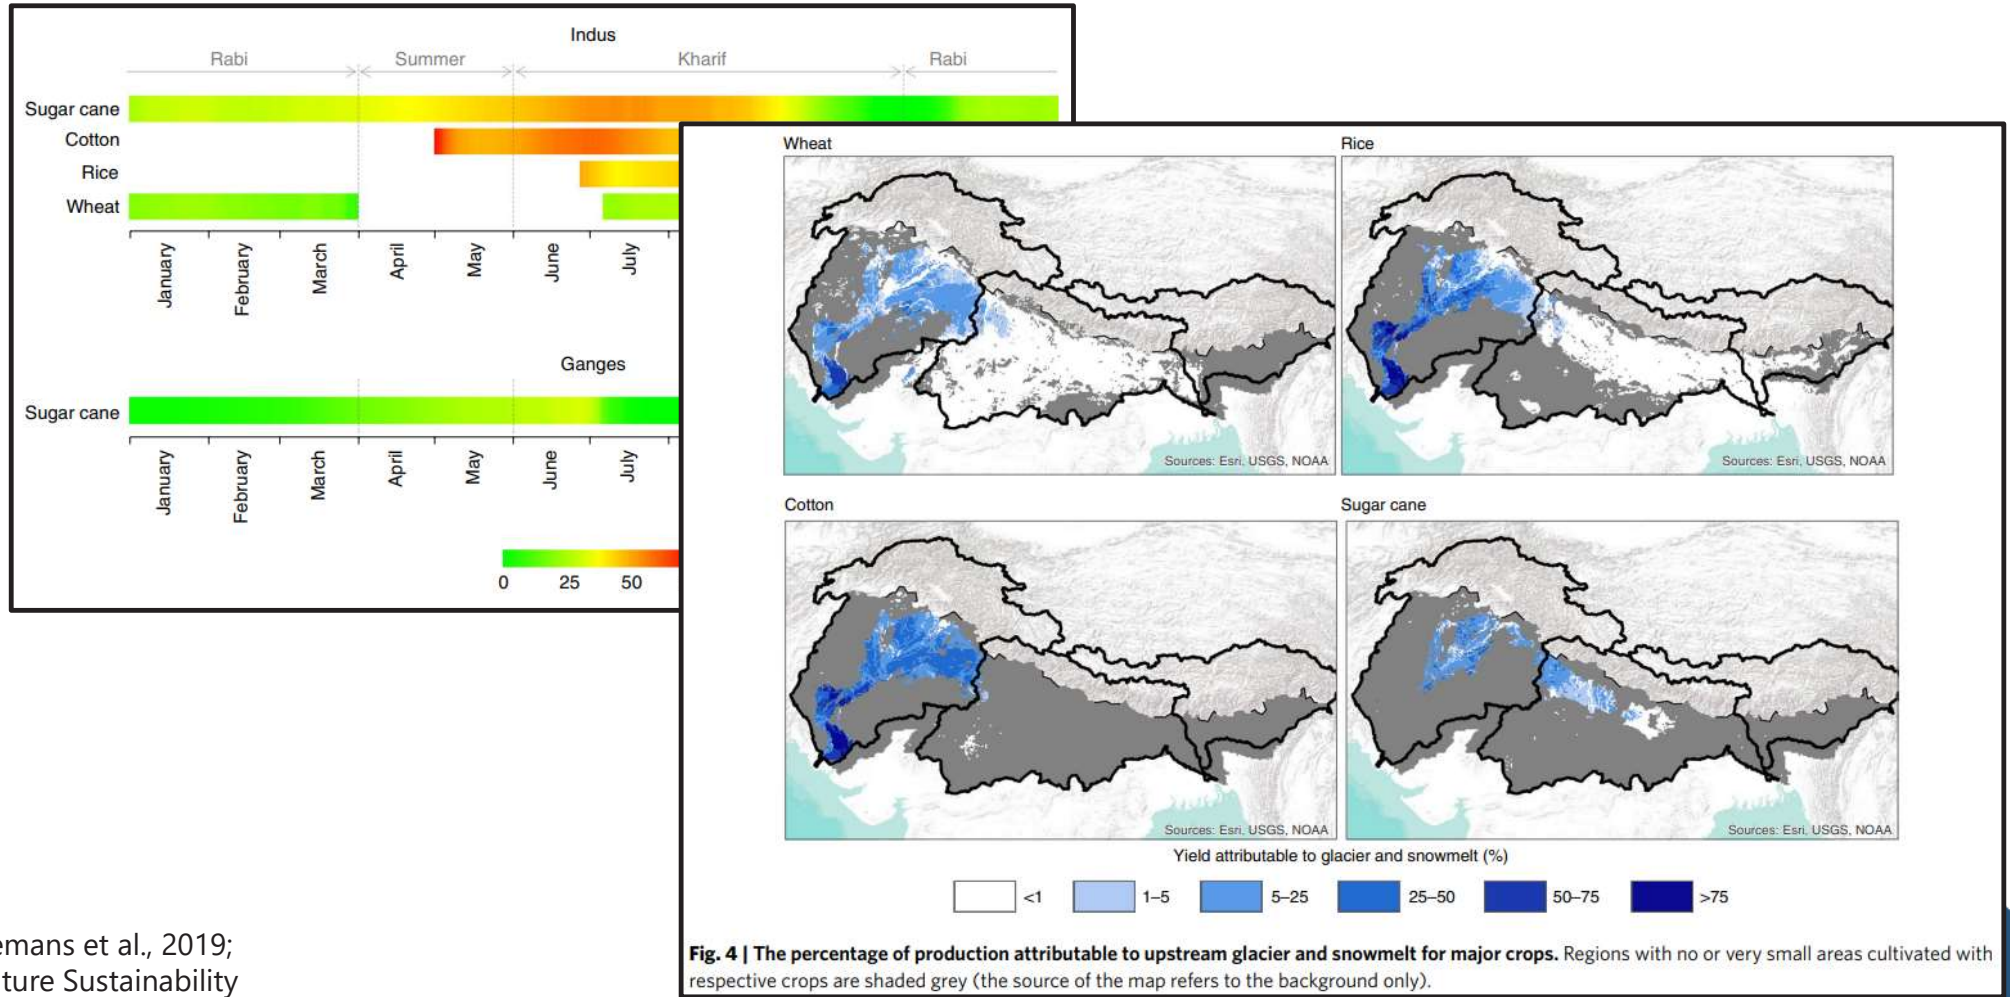 Indus
Rabi Summer Kharif Rabi
Sugar cane
Cotton
Rice
Wheat
January February March April May June July
Ganges
Sugar cane
January February March April May June July
0 25 50
Wheat Rice
Sources: Esri, USGS, NOAA Sources: Esri, USGS, NOAA
Cotton Sugar cane
Sources: Esri, USGS, NOAA Sources: Esri, USGS, NOAA
Yield attributable to glacier and snowmelt (%)
<1 1–5 5–25 25–50 50–75 >75
Fig. 4 | The percentage of production attributable to upstream glacier and snowmelt for major crops. Regions with no or very small areas cultivated with
respective crops are shaded grey (the source of the map refers to the background only).
emans et al., 2019;
ture Sustainability